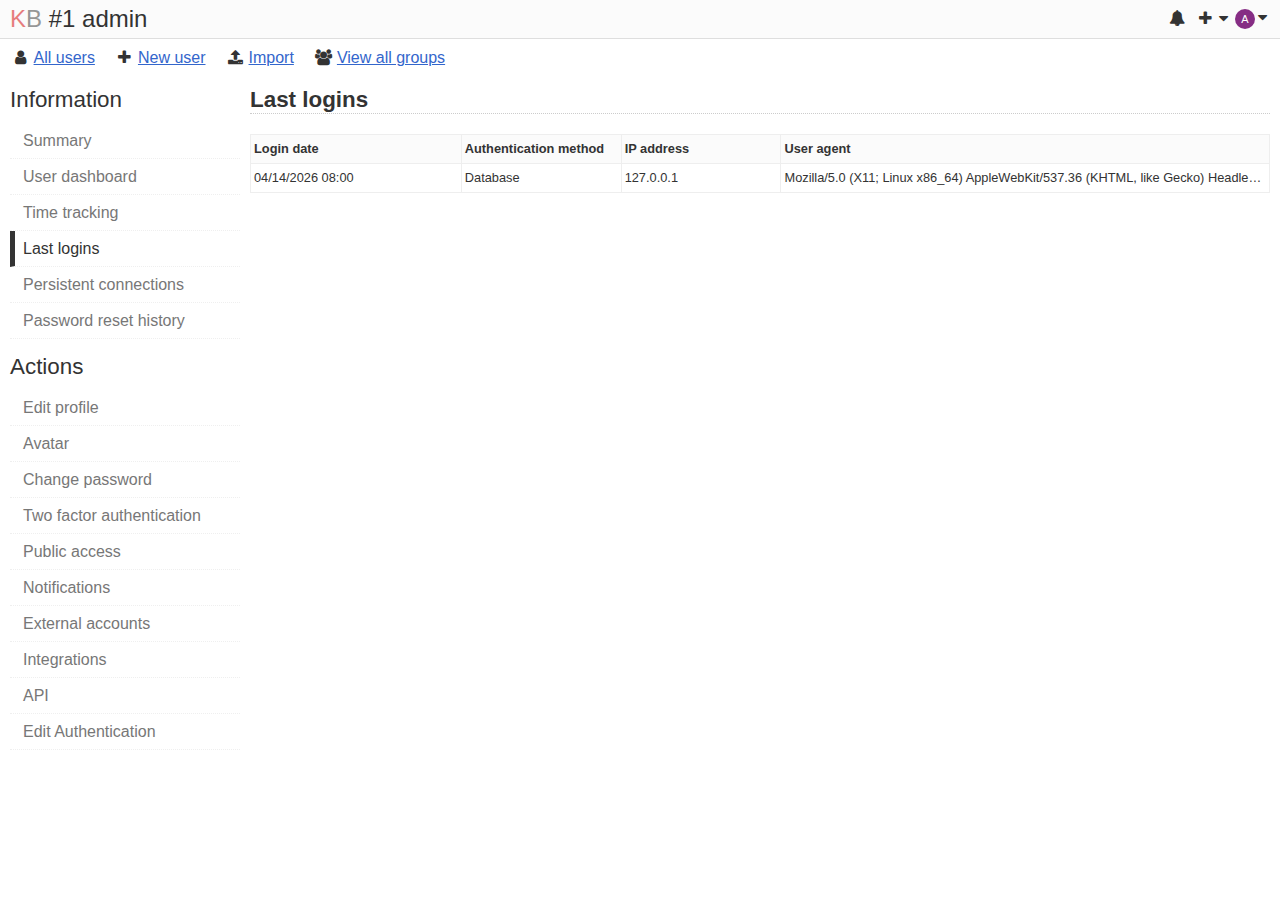 KB #1 admin
A
All users New user Import View all groups
Information
Summary
User dashboard
Time tracking
Last logins
Persistent connections
Password reset history
Actions
Edit profile
Avatar
Change password
Two factor authentication
Public access
Notifications
External accounts
Integrations
API
Edit Authentication
Last logins
Login date Authentication method IP address User agent
04/14/2026 08:00 Database 127.0.0.1 Mozilla/5.0 (X11; Linux x86_64) AppleWebKit/537.36 (KHTML, like Gecko) Headle…